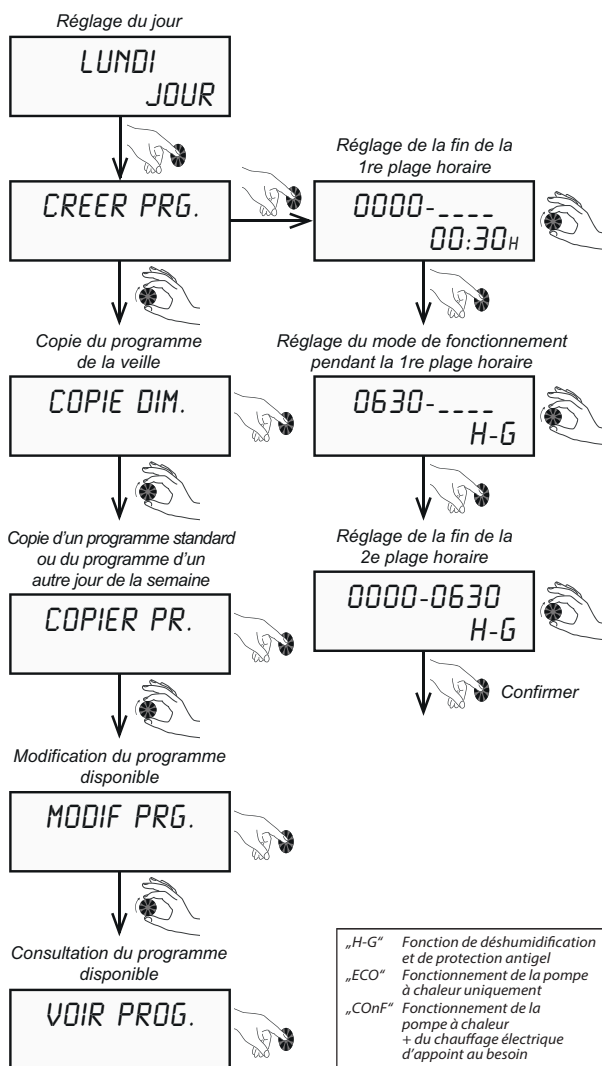 Réglage du jour
LUNDI
JOUR
CREER PRG.
Copie du programme
de la veille
COPIE DIM.
Copie d'un programme standard
ou du programme d'un
autre jour de la semaine
COPIER PR.
Modification du programme
disponible
MODIF PRG.
Consultation du programme
disponible
VOIR PROG.
Réglage de la fin de la
1re plage horaire
0000-____
00:30H
Réglage du mode de fonctionnement
pendant la 1re plage horaire
0630-____
H-G
Réglage de la fin de la
2e plage horaire
0000-0630
H-G
Confirmer
„H-G“ Fonction de déshumidification
et de protection antigel
„ECO“ Fonctionnement de la pompe
à chaleur uniquement
„COnF“ Fonctionnement de la
pompe à chaleur
+ du chauffage électrique
d'appoint au besoin